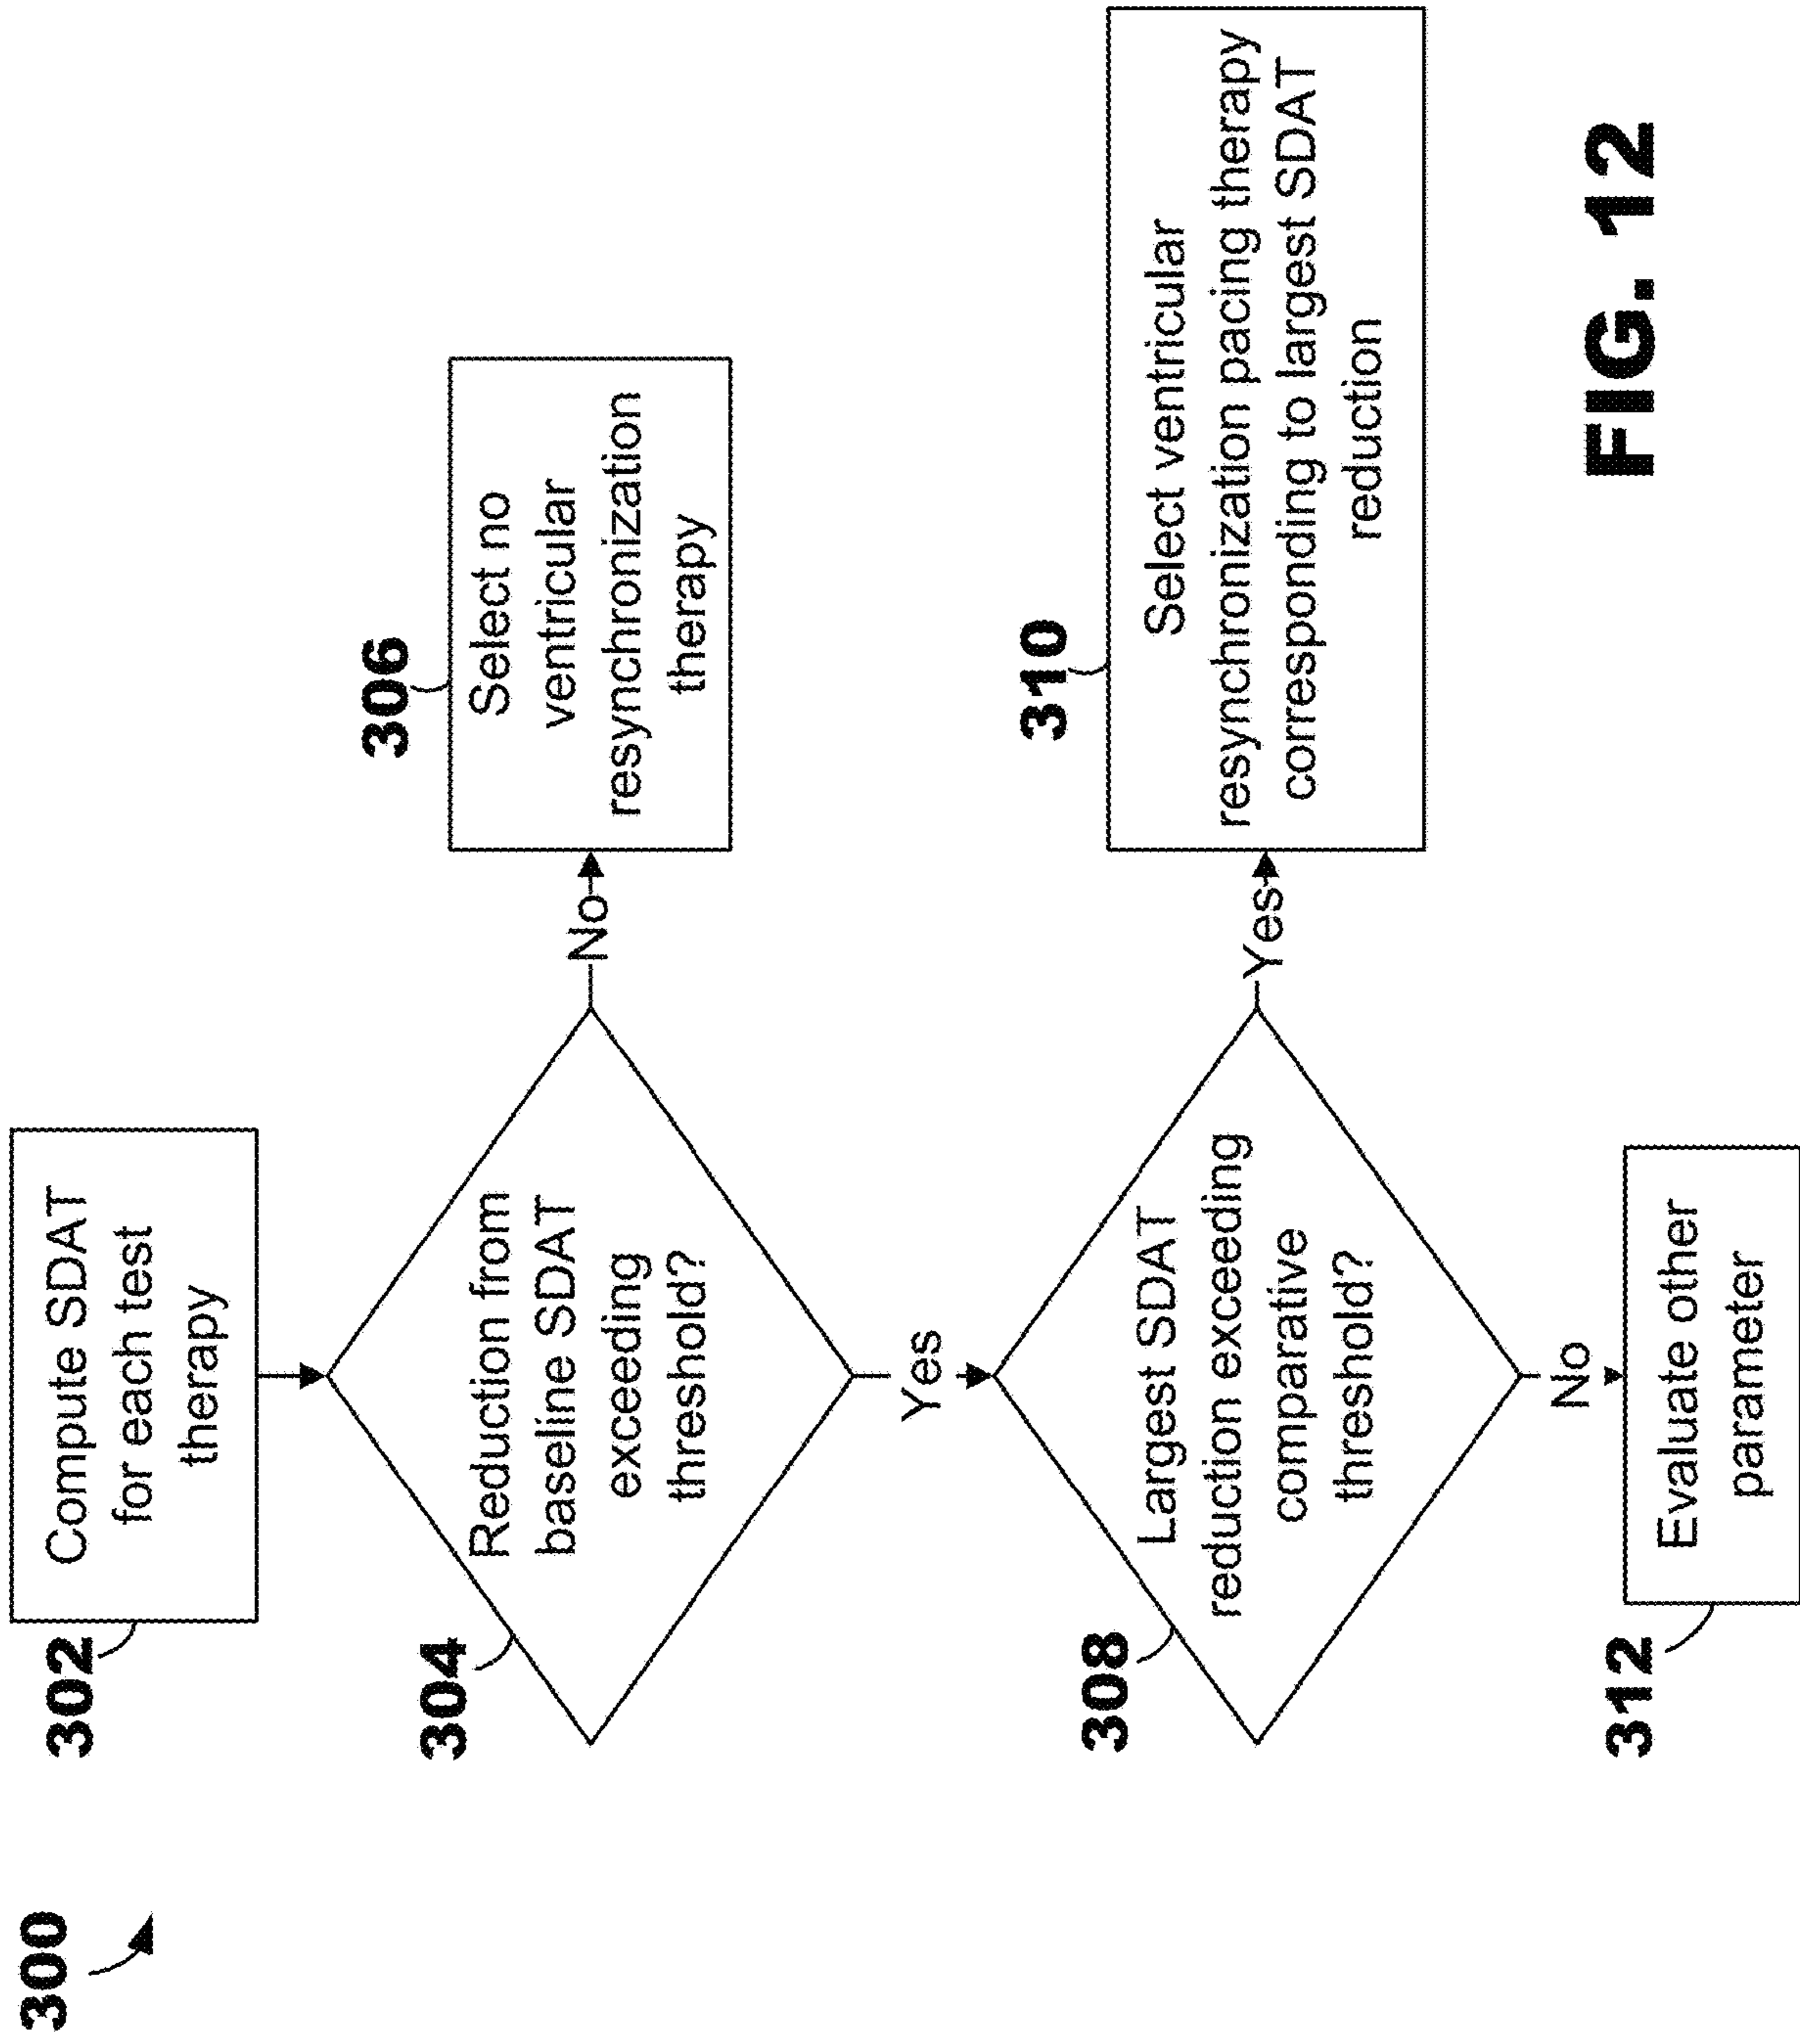 300
302
Compute SDAT
for each test
therapy
304
Reduction from
baseline SDAT
exceeding
threshold?
No
306
Select no
ventricular
resynchronization
therapy
Yes
308
Largest SDAT
reduction exceeding
comparative
threshold?
Yes
310
Select ventricular
resynchronization pacing therapy
corresponding to largest SDAT
reduction
No
312
Evaluate other
parameter
FIG. 12